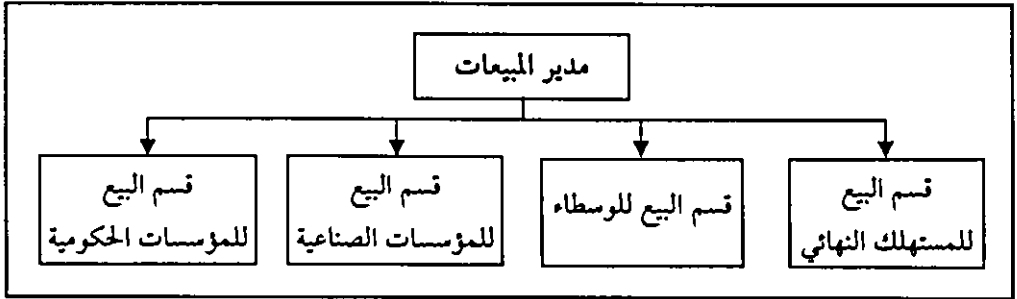 مدير المبيعات
قسم البيع
للمستهلك النهائي
قسم البيع للوسطاء
قسم البيع
للمؤسسات الصناعية
قسم البيع
للمؤسسات الحكومية